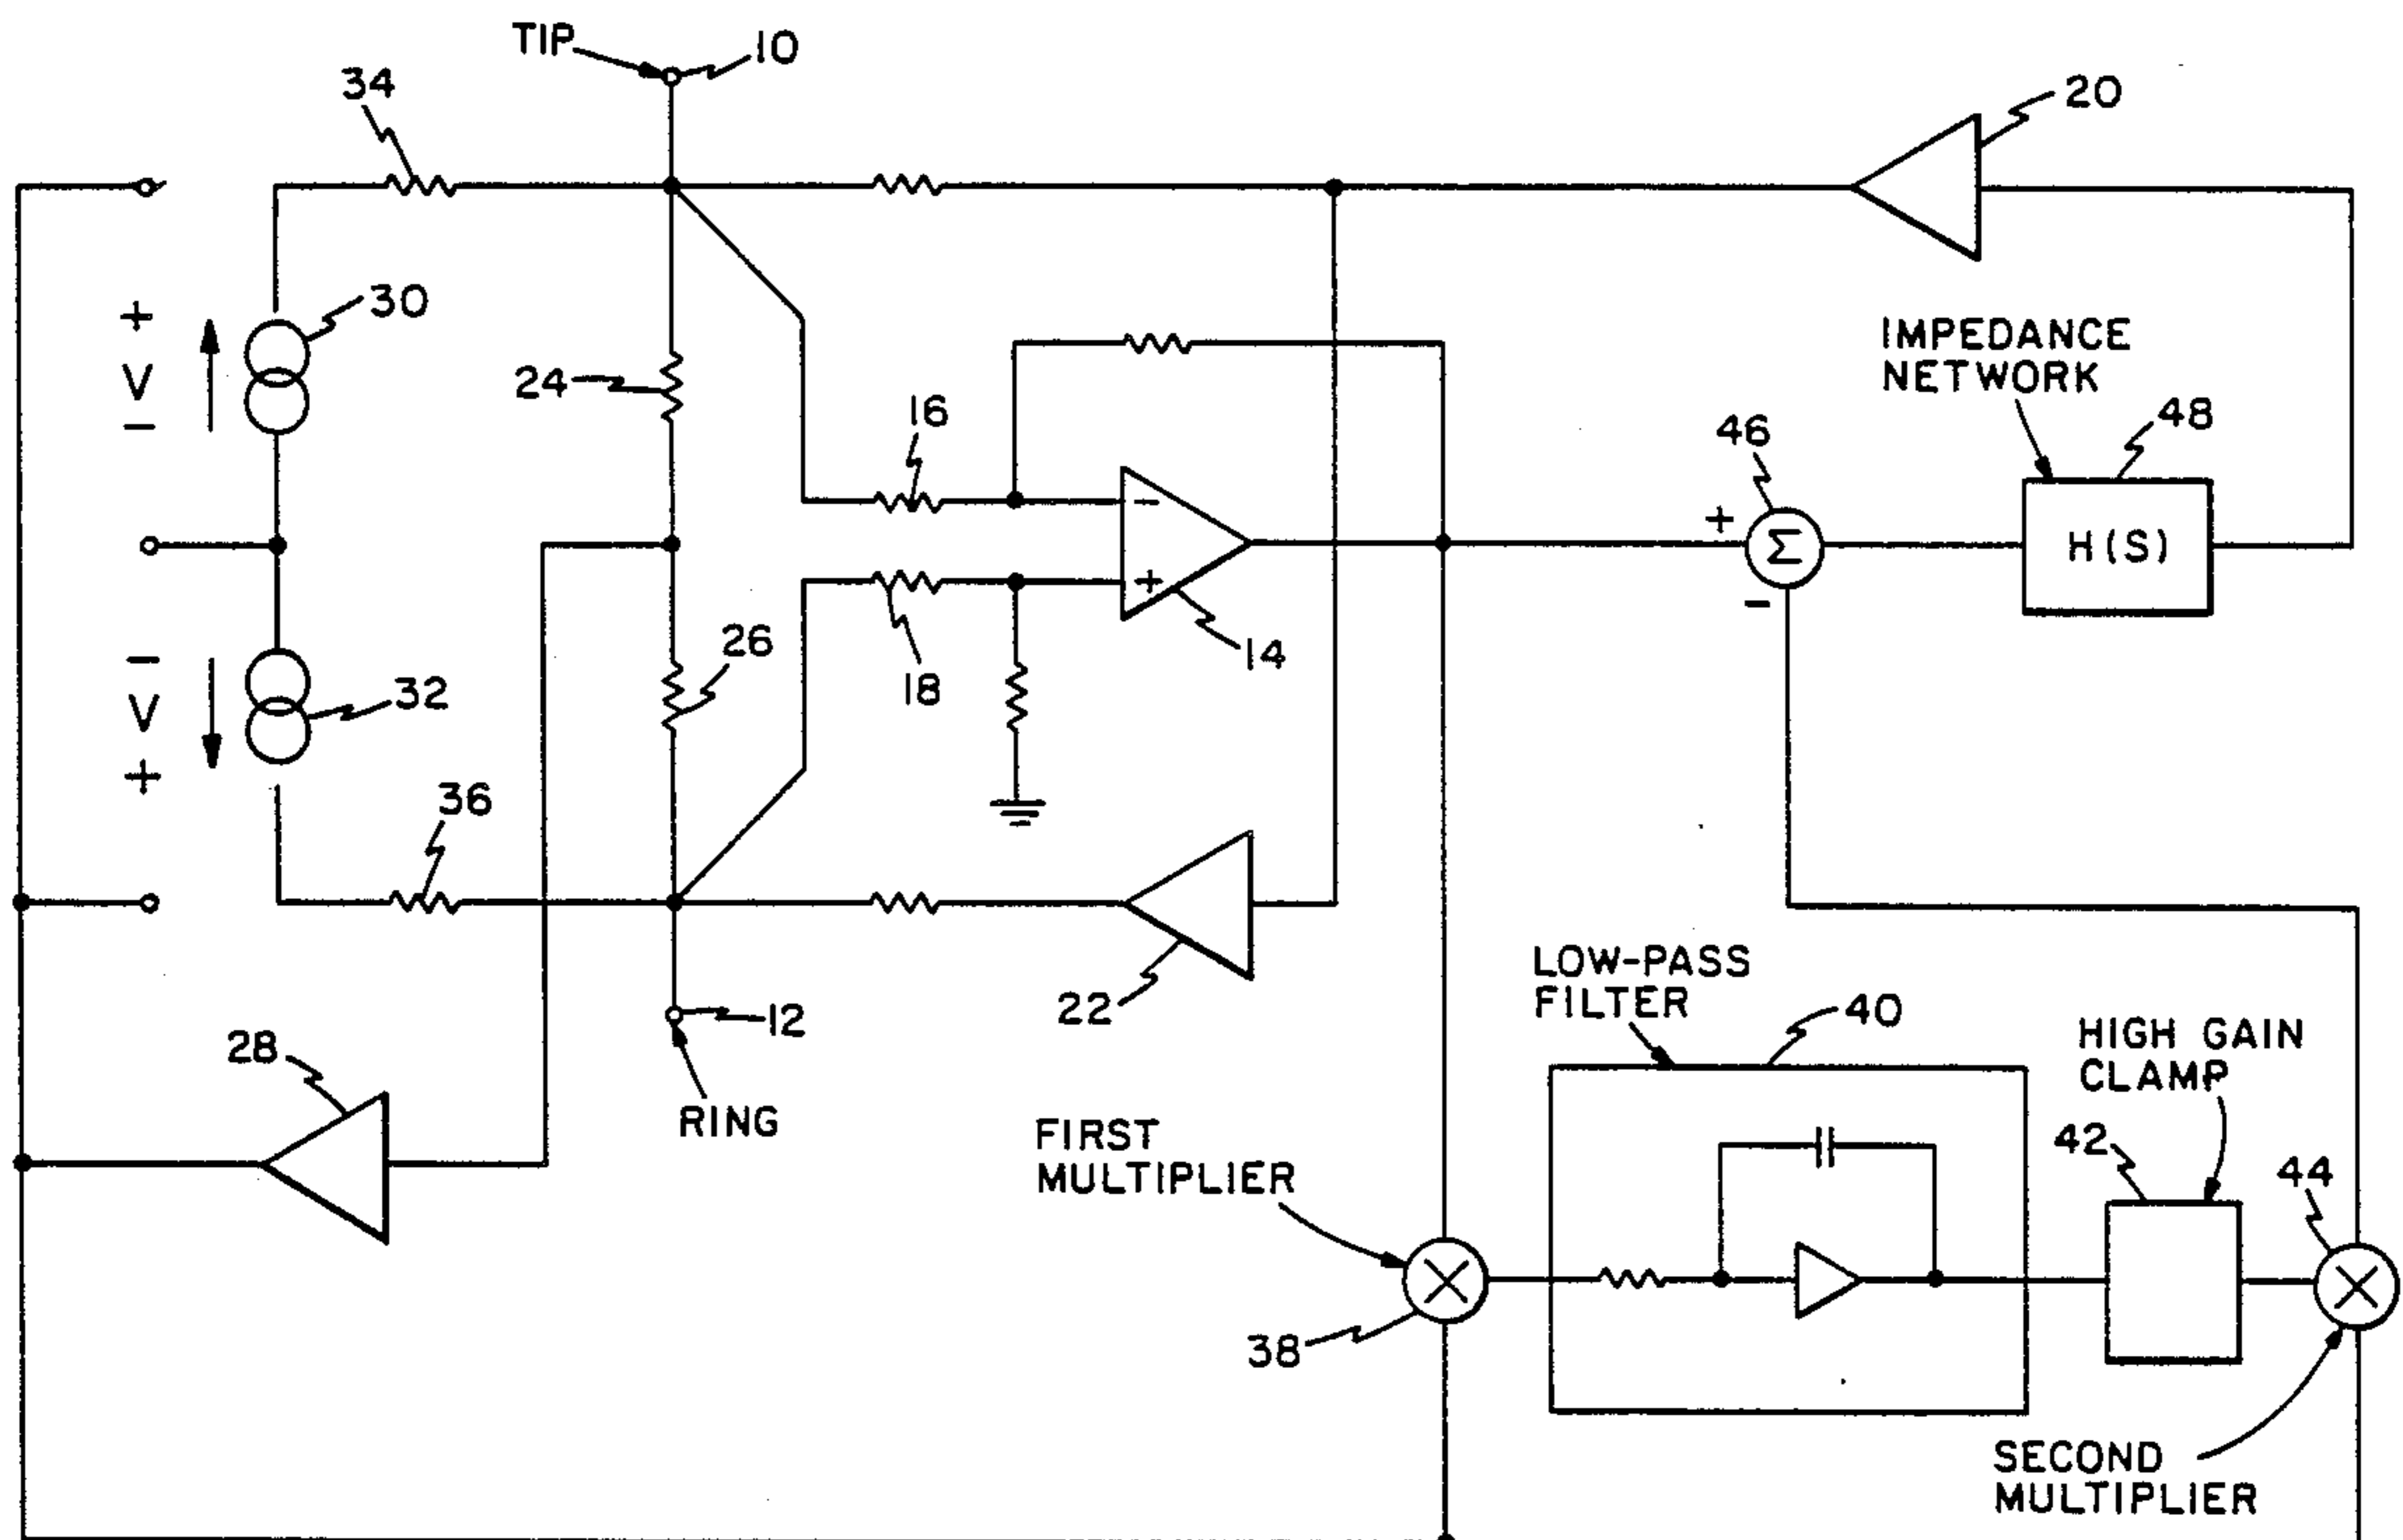 TIP
10
34
20
+
V
-
30
24
16
IMPEDANCE
NETWORK
48
46
+
Σ
-
H(S)
-
+
14
18
26
-
V
+
32
36
22
12
RING
28
LOW-PASS
FILTER
40
HIGH GAIN
CLAMP
42
44
FIRST
MULTIPLIER
38
SECOND
MULTIPLIER